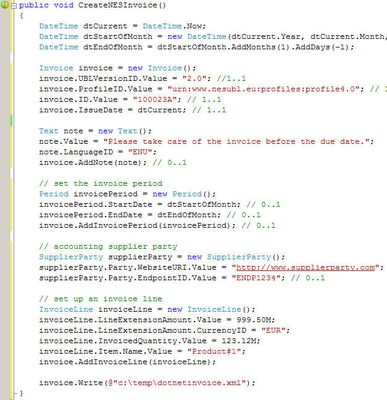 public void CreateNESInvoice()
{
DateTime dtCurrent = DateTime.Now;
DateTime dtStartOfMonth = new DateTime(dtCurrent.Year, dtCurrent.Month,
DateTime dtEndOfMonth = dtStartOfMonth.AddMonths(1).AddDays(-1);
Invoice invoice = new Invoice();
invoice.UBLVersionID.Value = "2.0"; //1..1
invoice.ProfileID.Value = "urn:www.nesubl.eu:profiles:profile4.0"; // 1
invoice.ID.Value = "100023A"; // 1..1
invoice.IssueDate = dtCurrent; // 1..1
Text note = new Text();
note.Value = "Please take care of the invoice before the due date.";
note.LanguageID = "ENU";
invoice.AddNote(note); // 0..1
// set the invoice period
Period invoicePeriod = new Period();
invoicePeriod.StartDate = dtStartOfMonth; // 0..1
invoicePeriod.EndDate = dtEndOfMonth; // 0..1
invoice.AddInvoicePeriod(invoicePeriod); // 0..1
// accounting supplier party
SupplierParty supplierParty = new SupplierParty();
supplierParty.Party.WebsiteURI.Value = "http://www.supplierparty.com";
supplierParty.Party.EndpointID.Value = "ENDP1234"; // 0..1
// set up an invoice line
InvoiceLine invoiceLine = new InvoiceLine();
invoiceLine.LineExtensionAmount.Value = 999.50M;
invoiceLine.LineExtensionAmount.CurrencyID = "EUR";
invoiceLine.InvoicedQuantity.Value = 123.12M;
invoiceLine.Item.Name.Value = "Product#1";
invoice.AddInvoiceLine(invoiceLine);
invoice.Write(@"c:\temp\dotnetinvoice.xml");
}